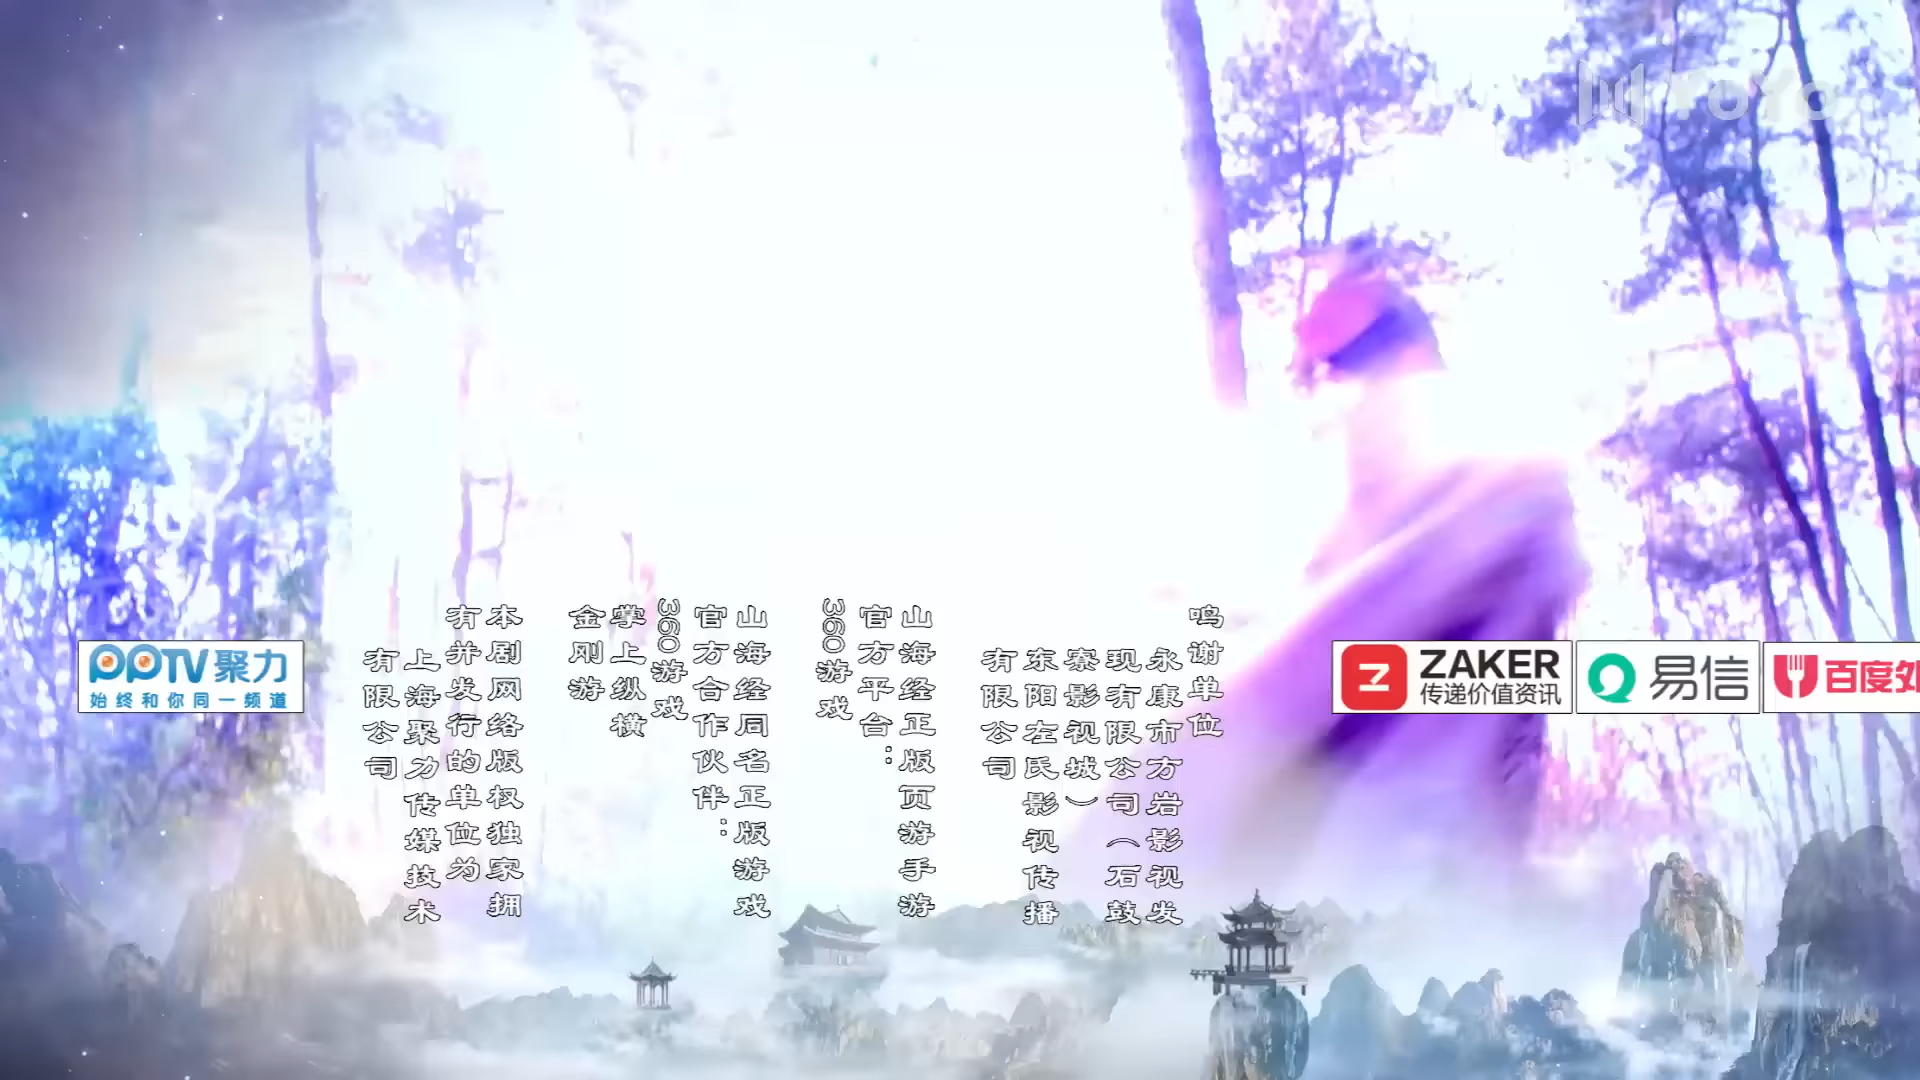 YoYo
鸣谢单位
永康市方岩影视发
现有限公司（石鼓
寮影视城）
东阳左氏影视传播
有限公司
山海经正版页游手游
官方平台：
360游戏
山海经同名正版游戏
官方合作伙伴：
360游戏
掌上纵横
金刚游
本剧网络版权独家拥
有并发行的单位为
上海聚力传媒技术
有限公司
PPTV聚力
始终和你同一频道
ZAKER
传递价值资讯
易信
百度外